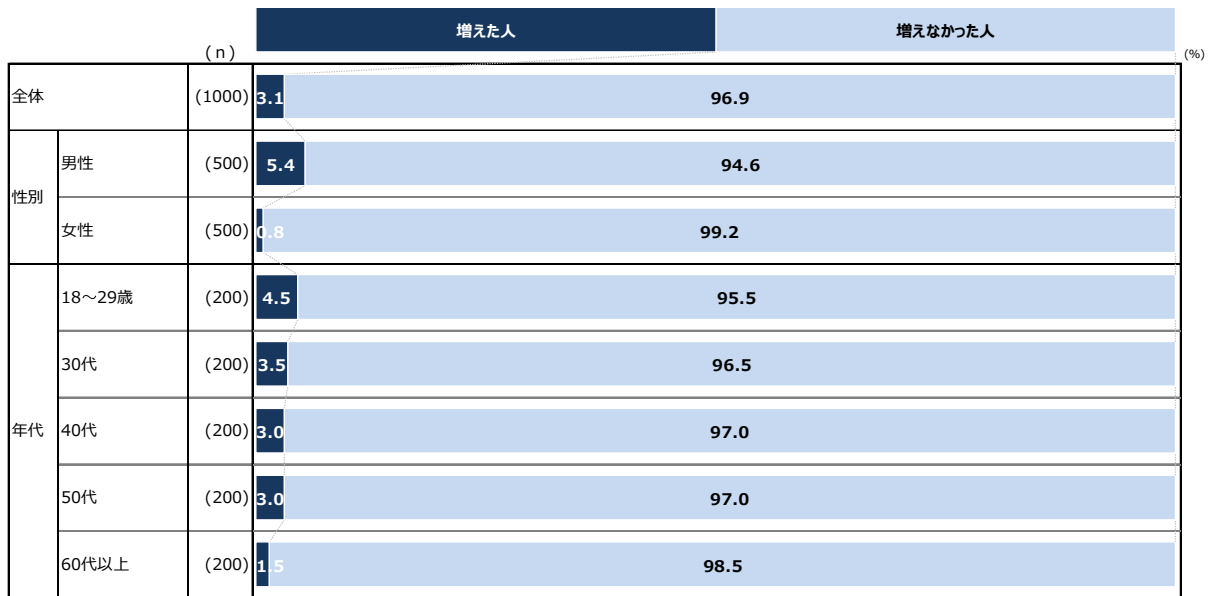 増えた人 増えなかった人
(n) (%)
全体 (1000) 3.1 96.9
性別
男性 (500) 5.4 94.6
女性 (500) 0.8 99.2
年代
18～29歳 (200) 4.5 95.5
30代 (200) 3.5 96.5
40代 (200) 3.0 97.0
50代 (200) 3.0 97.0
60代以上 (200) 1.5 98.5